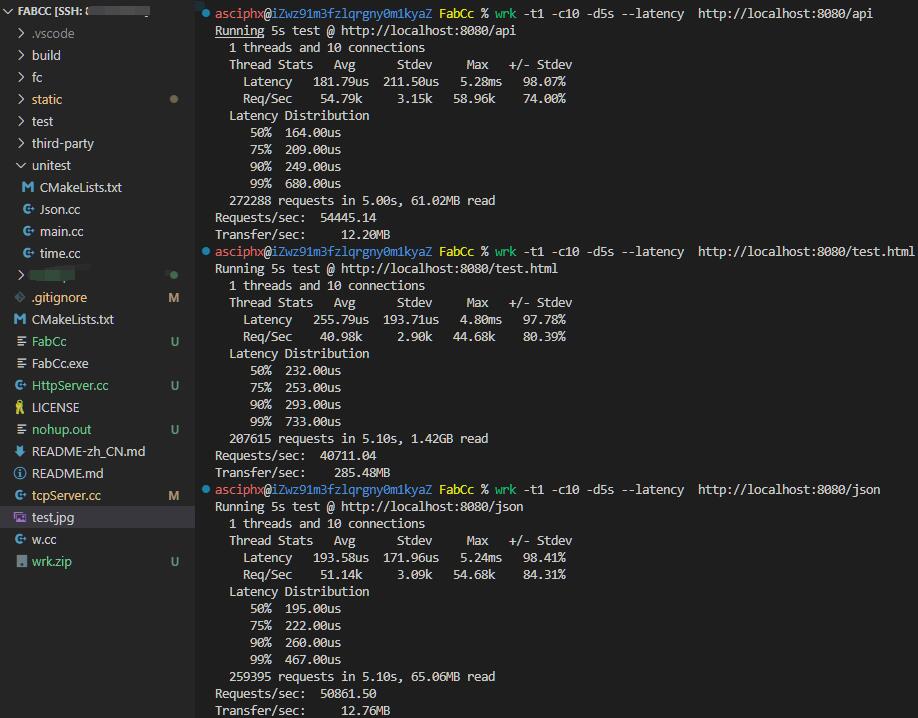 FABCC [SSH:
.vscode
build
fc
static
test
third-party
unitest
CMakeLists.txt
Json.cc
main.cc
time.cc
.gitignore M
CMakeLists.txt
FabCc U
FabCc.exe
HttpServer.cc U
LICENSE
nohup.out U
README-zh_CN.md
README.md
tcpServer.cc M
test.jpg
w.cc
wrk.zip U
asciphx@iZwz91m3fzlqrgny0m1kyaZ FabCc % wrk -t1 -c10 -d5s --latency http://localhost:8080/api
Running 5s test @ http://localhost:8080/api
1 threads and 10 connections
Thread Stats Avg Stdev Max +/- Stdev
Latency 181.79us 211.50us 5.28ms 98.07%
Req/Sec 54.79k 3.15k 58.96k 74.00%
Latency Distribution
50% 164.00us
75% 209.00us
90% 249.00us
99% 680.00us
272288 requests in 5.00s, 61.02MB read
Requests/sec: 54445.14
Transfer/sec: 12.20MB
asciphx@iZwz91m3fzlqrgny0m1kyaZ FabCc % wrk -t1 -c10 -d5s --latency http://localhost:8080/test.html
Running 5s test @ http://localhost:8080/test.html
1 threads and 10 connections
Thread Stats Avg Stdev Max +/- Stdev
Latency 255.79us 193.71us 4.80ms 97.78%
Req/Sec 40.98k 2.90k 44.68k 80.39%
Latency Distribution
50% 232.00us
75% 253.00us
90% 293.00us
99% 733.00us
207615 requests in 5.10s, 1.42GB read
Requests/sec: 40711.04
Transfer/sec: 285.48MB
asciphx@iZwz91m3fzlqrgny0m1kyaZ FabCc % wrk -t1 -c10 -d5s --latency http://localhost:8080/json
Running 5s test @ http://localhost:8080/json
1 threads and 10 connections
Thread Stats Avg Stdev Max +/- Stdev
Latency 193.58us 171.96us 5.24ms 98.41%
Req/Sec 51.14k 3.09k 54.68k 84.31%
Latency Distribution
50% 195.00us
75% 222.00us
90% 260.00us
99% 467.00us
259395 requests in 5.10s, 65.06MB read
Requests/sec: 50861.50
Transfer/sec: 12.76MB